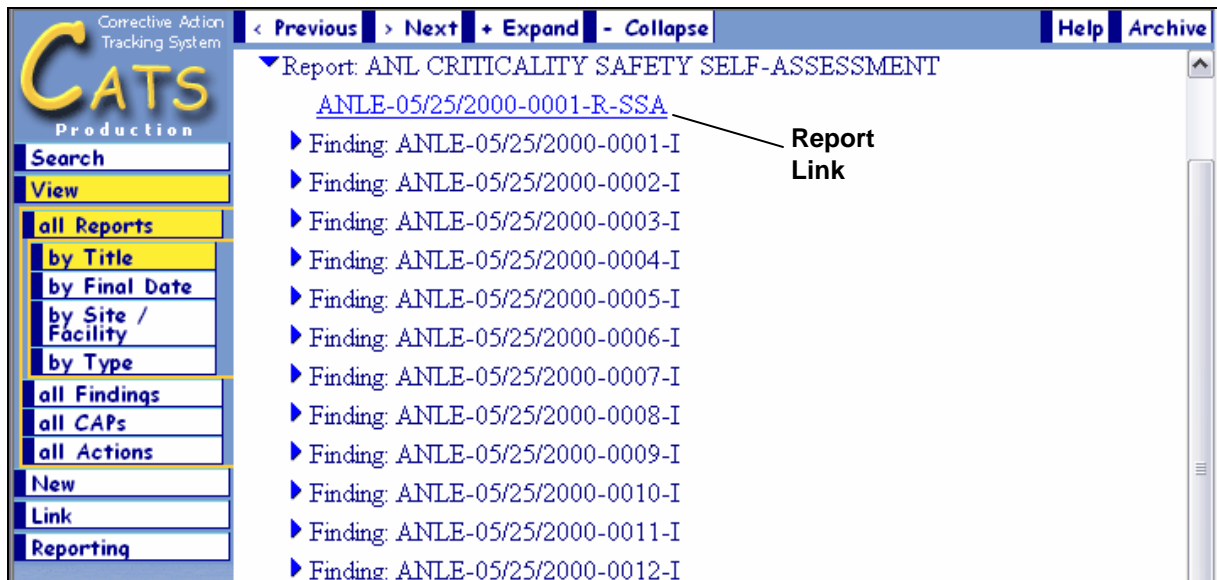 Corrective Action
Tracking System
CATS
Production
< Previous > Next + Expand - Collapse Help Archive
Search
View
all Reports
by Title
by Final Date
by Site /
Facility
by Type
all Findings
all CAPs
all Actions
New
Link
Reporting
Report: ANL CRITICALITY SAFETY SELF-ASSESSMENT
ANLE-05/25/2000-0001-R-SSA
Report
Link
Finding: ANLE-05/25/2000-0001-I
Finding: ANLE-05/25/2000-0002-I
Finding: ANLE-05/25/2000-0003-I
Finding: ANLE-05/25/2000-0004-I
Finding: ANLE-05/25/2000-0005-I
Finding: ANLE-05/25/2000-0006-I
Finding: ANLE-05/25/2000-0007-I
Finding: ANLE-05/25/2000-0008-I
Finding: ANLE-05/25/2000-0009-I
Finding: ANLE-05/25/2000-0010-I
Finding: ANLE-05/25/2000-0011-I
Finding: ANLE-05/25/2000-0012-I